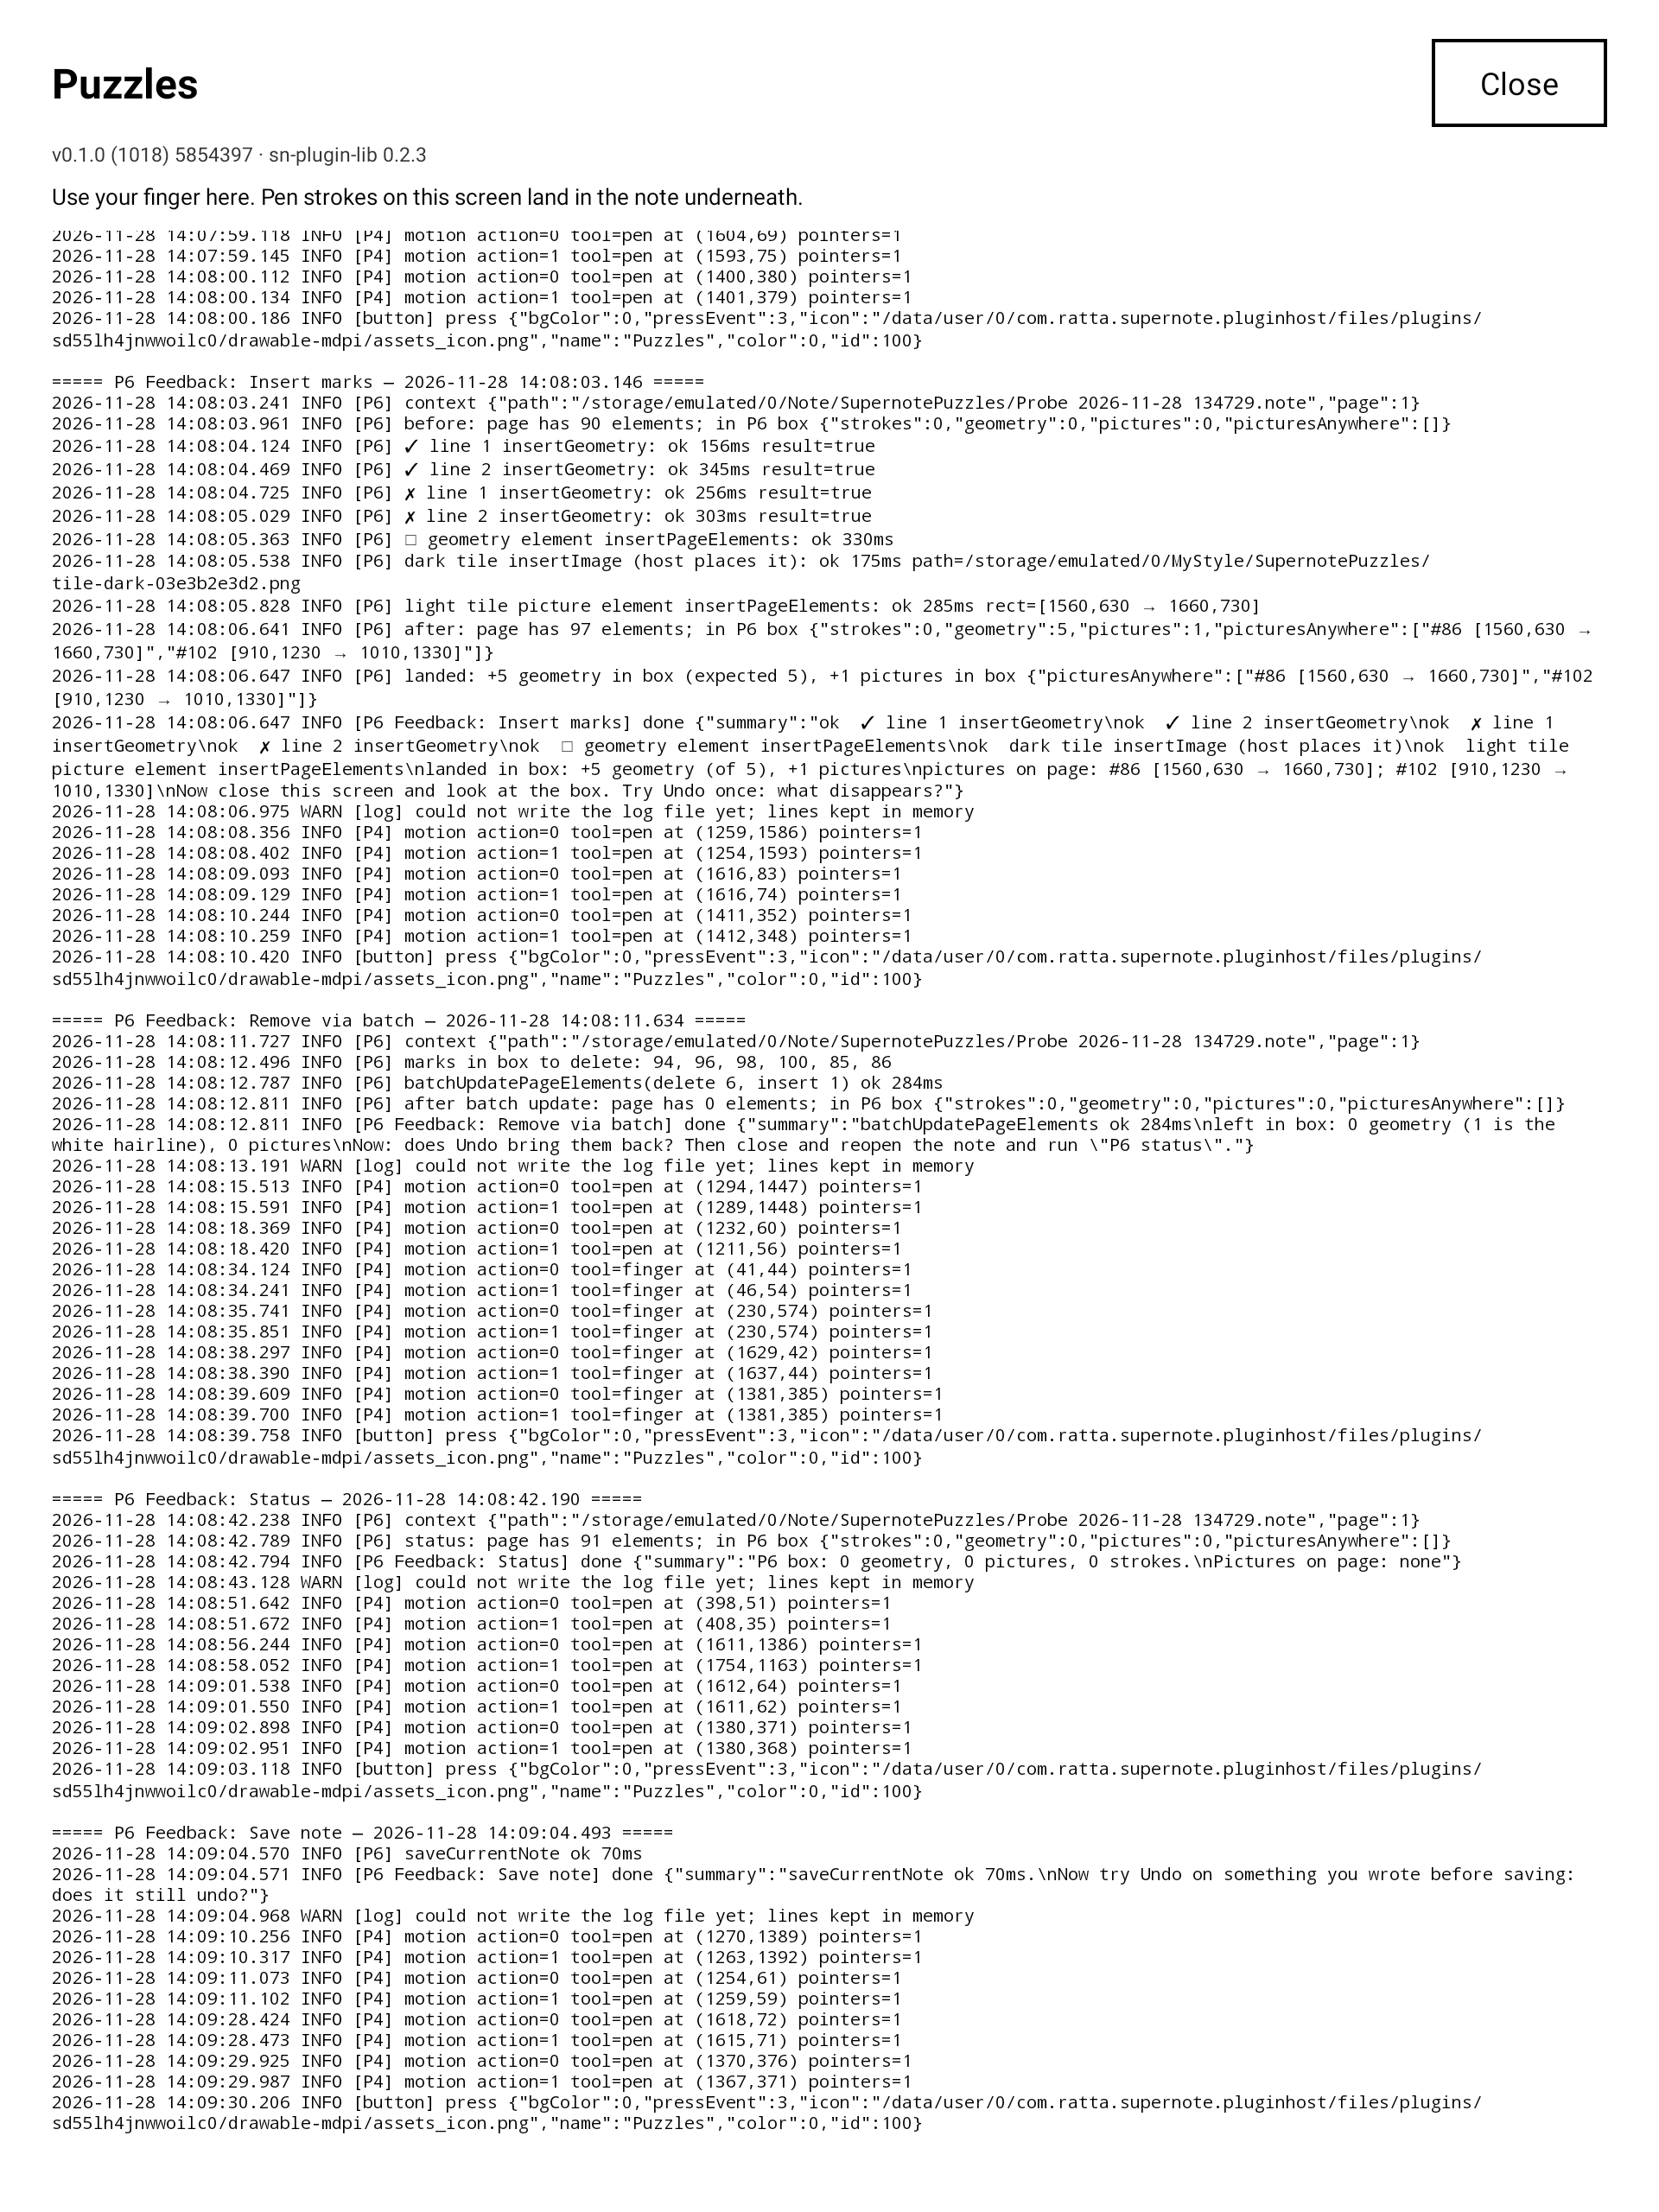 Puzzles
Close
v0.1.0 (1018) 5854397 · sn-plugin-lib 0.2.3
Use your finger here. Pen strokes on this screen land in the note underneath.
2026-11-28 14:07:59.118 INFO [P4] motion action=0 tool=pen at (1604,69) pointers=1
2026-11-28 14:07:59.145 INFO [P4] motion action=1 tool=pen at (1593,75) pointers=1
2026-11-28 14:08:00.112 INFO [P4] motion action=0 tool=pen at (1400,380) pointers=1
2026-11-28 14:08:00.134 INFO [P4] motion action=1 tool=pen at (1401,379) pointers=1
2026-11-28 14:08:00.186 INFO [button] press {"bgColor":0,"pressEvent":3,"icon":"/data/user/0/com.ratta.supernote.pluginhost/files/plugins/
sd55lh4jnwwoilc0/drawable-mdpi/assets_icon.png","name":"Puzzles","color":0,"id":100}
===== P6 Feedback: Insert marks — 2026-11-28 14:08:03.146 =====
2026-11-28 14:08:03.241 INFO [P6] context {"path":"/storage/emulated/0/Note/SupernotePuzzles/Probe 2026-11-28 134729.note","page":1}
2026-11-28 14:08:03.961 INFO [P6] before: page has 90 elements; in P6 box {"strokes":0,"geometry":0,"pictures":0,"picturesAnywhere":[]}
2026-11-28 14:08:04.124 INFO [P6] ✓ line 1 insertGeometry: ok 156ms result=true
2026-11-28 14:08:04.469 INFO [P6] ✓ line 2 insertGeometry: ok 345ms result=true
2026-11-28 14:08:04.725 INFO [P6] ✗ line 1 insertGeometry: ok 256ms result=true
2026-11-28 14:08:05.029 INFO [P6] ✗ line 2 insertGeometry: ok 303ms result=true
2026-11-28 14:08:05.363 INFO [P6] □ geometry element insertPageElements: ok 330ms
2026-11-28 14:08:05.538 INFO [P6] dark tile insertImage (host places it): ok 175ms path=/storage/emulated/0/MyStyle/SupernotePuzzles/
tile-dark-03e3b2e3d2.png
2026-11-28 14:08:05.828 INFO [P6] light tile picture element insertPageElements: ok 285ms rect=[1560,630 → 1660,730]
2026-11-28 14:08:06.641 INFO [P6] after: page has 97 elements; in P6 box {"strokes":0,"geometry":5,"pictures":1,"picturesAnywhere":["#86 [1560,630 →
1660,730]","#102 [910,1230 → 1010,1330]"]}
2026-11-28 14:08:06.647 INFO [P6] landed: +5 geometry in box (expected 5), +1 pictures in box {"picturesAnywhere":["#86 [1560,630 → 1660,730]","#102
[910,1230 → 1010,1330]"]}
2026-11-28 14:08:06.647 INFO [P6 Feedback: Insert marks] done {"summary":"ok  ✓ line 1 insertGeometry\nok  ✓ line 2 insertGeometry\nok  ✗ line 1
insertGeometry\nok  ✗ line 2 insertGeometry\nok  □ geometry element insertPageElements\nok  dark tile insertImage (host places it)\nok  light tile
picture element insertPageElements\nlanded in box: +5 geometry (of 5), +1 pictures\npictures on page: #86 [1560,630 → 1660,730]; #102 [910,1230 →
1010,1330]\nNow close this screen and look at the box. Try Undo once: what disappears?"}
2026-11-28 14:08:06.975 WARN [log] could not write the log file yet; lines kept in memory
2026-11-28 14:08:08.356 INFO [P4] motion action=0 tool=pen at (1259,1586) pointers=1
2026-11-28 14:08:08.402 INFO [P4] motion action=1 tool=pen at (1254,1593) pointers=1
2026-11-28 14:08:09.093 INFO [P4] motion action=0 tool=pen at (1616,83) pointers=1
2026-11-28 14:08:09.129 INFO [P4] motion action=1 tool=pen at (1616,74) pointers=1
2026-11-28 14:08:10.244 INFO [P4] motion action=0 tool=pen at (1411,352) pointers=1
2026-11-28 14:08:10.259 INFO [P4] motion action=1 tool=pen at (1412,348) pointers=1
2026-11-28 14:08:10.420 INFO [button] press {"bgColor":0,"pressEvent":3,"icon":"/data/user/0/com.ratta.supernote.pluginhost/files/plugins/
sd55lh4jnwwoilc0/drawable-mdpi/assets_icon.png","name":"Puzzles","color":0,"id":100}
===== P6 Feedback: Remove via batch — 2026-11-28 14:08:11.634 =====
2026-11-28 14:08:11.727 INFO [P6] context {"path":"/storage/emulated/0/Note/SupernotePuzzles/Probe 2026-11-28 134729.note","page":1}
2026-11-28 14:08:12.496 INFO [P6] marks in box to delete: 94, 96, 98, 100, 85, 86
2026-11-28 14:08:12.787 INFO [P6] batchUpdatePageElements(delete 6, insert 1) ok 284ms
2026-11-28 14:08:12.811 INFO [P6] after batch update: page has 0 elements; in P6 box {"strokes":0,"geometry":0,"pictures":0,"picturesAnywhere":[]}
2026-11-28 14:08:12.811 INFO [P6 Feedback: Remove via batch] done {"summary":"batchUpdatePageElements ok 284ms\nleft in box: 0 geometry (1 is the
white hairline), 0 pictures\nNow: does Undo bring them back? Then close and reopen the note and run \"P6 status\"."}
2026-11-28 14:08:13.191 WARN [log] could not write the log file yet; lines kept in memory
2026-11-28 14:08:15.513 INFO [P4] motion action=0 tool=pen at (1294,1447) pointers=1
2026-11-28 14:08:15.591 INFO [P4] motion action=1 tool=pen at (1289,1448) pointers=1
2026-11-28 14:08:18.369 INFO [P4] motion action=0 tool=pen at (1232,60) pointers=1
2026-11-28 14:08:18.420 INFO [P4] motion action=1 tool=pen at (1211,56) pointers=1
2026-11-28 14:08:34.124 INFO [P4] motion action=0 tool=finger at (41,44) pointers=1
2026-11-28 14:08:34.241 INFO [P4] motion action=1 tool=finger at (46,54) pointers=1
2026-11-28 14:08:35.741 INFO [P4] motion action=0 tool=finger at (230,574) pointers=1
2026-11-28 14:08:35.851 INFO [P4] motion action=1 tool=finger at (230,574) pointers=1
2026-11-28 14:08:38.297 INFO [P4] motion action=0 tool=finger at (1629,42) pointers=1
2026-11-28 14:08:38.390 INFO [P4] motion action=1 tool=finger at (1637,44) pointers=1
2026-11-28 14:08:39.609 INFO [P4] motion action=0 tool=finger at (1381,385) pointers=1
2026-11-28 14:08:39.700 INFO [P4] motion action=1 tool=finger at (1381,385) pointers=1
2026-11-28 14:08:39.758 INFO [button] press {"bgColor":0,"pressEvent":3,"icon":"/data/user/0/com.ratta.supernote.pluginhost/files/plugins/
sd55lh4jnwwoilc0/drawable-mdpi/assets_icon.png","name":"Puzzles","color":0,"id":100}
===== P6 Feedback: Status — 2026-11-28 14:08:42.190 =====
2026-11-28 14:08:42.238 INFO [P6] context {"path":"/storage/emulated/0/Note/SupernotePuzzles/Probe 2026-11-28 134729.note","page":1}
2026-11-28 14:08:42.789 INFO [P6] status: page has 91 elements; in P6 box {"strokes":0,"geometry":0,"pictures":0,"picturesAnywhere":[]}
2026-11-28 14:08:42.794 INFO [P6 Feedback: Status] done {"summary":"P6 box: 0 geometry, 0 pictures, 0 strokes.\nPictures on page: none"}
2026-11-28 14:08:43.128 WARN [log] could not write the log file yet; lines kept in memory
2026-11-28 14:08:51.642 INFO [P4] motion action=0 tool=pen at (398,51) pointers=1
2026-11-28 14:08:51.672 INFO [P4] motion action=1 tool=pen at (408,35) pointers=1
2026-11-28 14:08:56.244 INFO [P4] motion action=0 tool=pen at (1611,1386) pointers=1
2026-11-28 14:08:58.052 INFO [P4] motion action=1 tool=pen at (1754,1163) pointers=1
2026-11-28 14:09:01.538 INFO [P4] motion action=0 tool=pen at (1612,64) pointers=1
2026-11-28 14:09:01.550 INFO [P4] motion action=1 tool=pen at (1611,62) pointers=1
2026-11-28 14:09:02.898 INFO [P4] motion action=0 tool=pen at (1380,371) pointers=1
2026-11-28 14:09:02.951 INFO [P4] motion action=1 tool=pen at (1380,368) pointers=1
2026-11-28 14:09:03.118 INFO [button] press {"bgColor":0,"pressEvent":3,"icon":"/data/user/0/com.ratta.supernote.pluginhost/files/plugins/
sd55lh4jnwwoilc0/drawable-mdpi/assets_icon.png","name":"Puzzles","color":0,"id":100}
===== P6 Feedback: Save note — 2026-11-28 14:09:04.493 =====
2026-11-28 14:09:04.570 INFO [P6] saveCurrentNote ok 70ms
2026-11-28 14:09:04.571 INFO [P6 Feedback: Save note] done {"summary":"saveCurrentNote ok 70ms.\nNow try Undo on something you wrote before saving:
does it still undo?"}
2026-11-28 14:09:04.968 WARN [log] could not write the log file yet; lines kept in memory
2026-11-28 14:09:10.256 INFO [P4] motion action=0 tool=pen at (1270,1389) pointers=1
2026-11-28 14:09:10.317 INFO [P4] motion action=1 tool=pen at (1263,1392) pointers=1
2026-11-28 14:09:11.073 INFO [P4] motion action=0 tool=pen at (1254,61) pointers=1
2026-11-28 14:09:11.102 INFO [P4] motion action=1 tool=pen at (1259,59) pointers=1
2026-11-28 14:09:28.424 INFO [P4] motion action=0 tool=pen at (1618,72) pointers=1
2026-11-28 14:09:28.473 INFO [P4] motion action=1 tool=pen at (1615,71) pointers=1
2026-11-28 14:09:29.925 INFO [P4] motion action=0 tool=pen at (1370,376) pointers=1
2026-11-28 14:09:29.987 INFO [P4] motion action=1 tool=pen at (1367,371) pointers=1
2026-11-28 14:09:30.206 INFO [button] press {"bgColor":0,"pressEvent":3,"icon":"/data/user/0/com.ratta.supernote.pluginhost/files/plugins/
sd55lh4jnwwoilc0/drawable-mdpi/assets_icon.png","name":"Puzzles","color":0,"id":100}